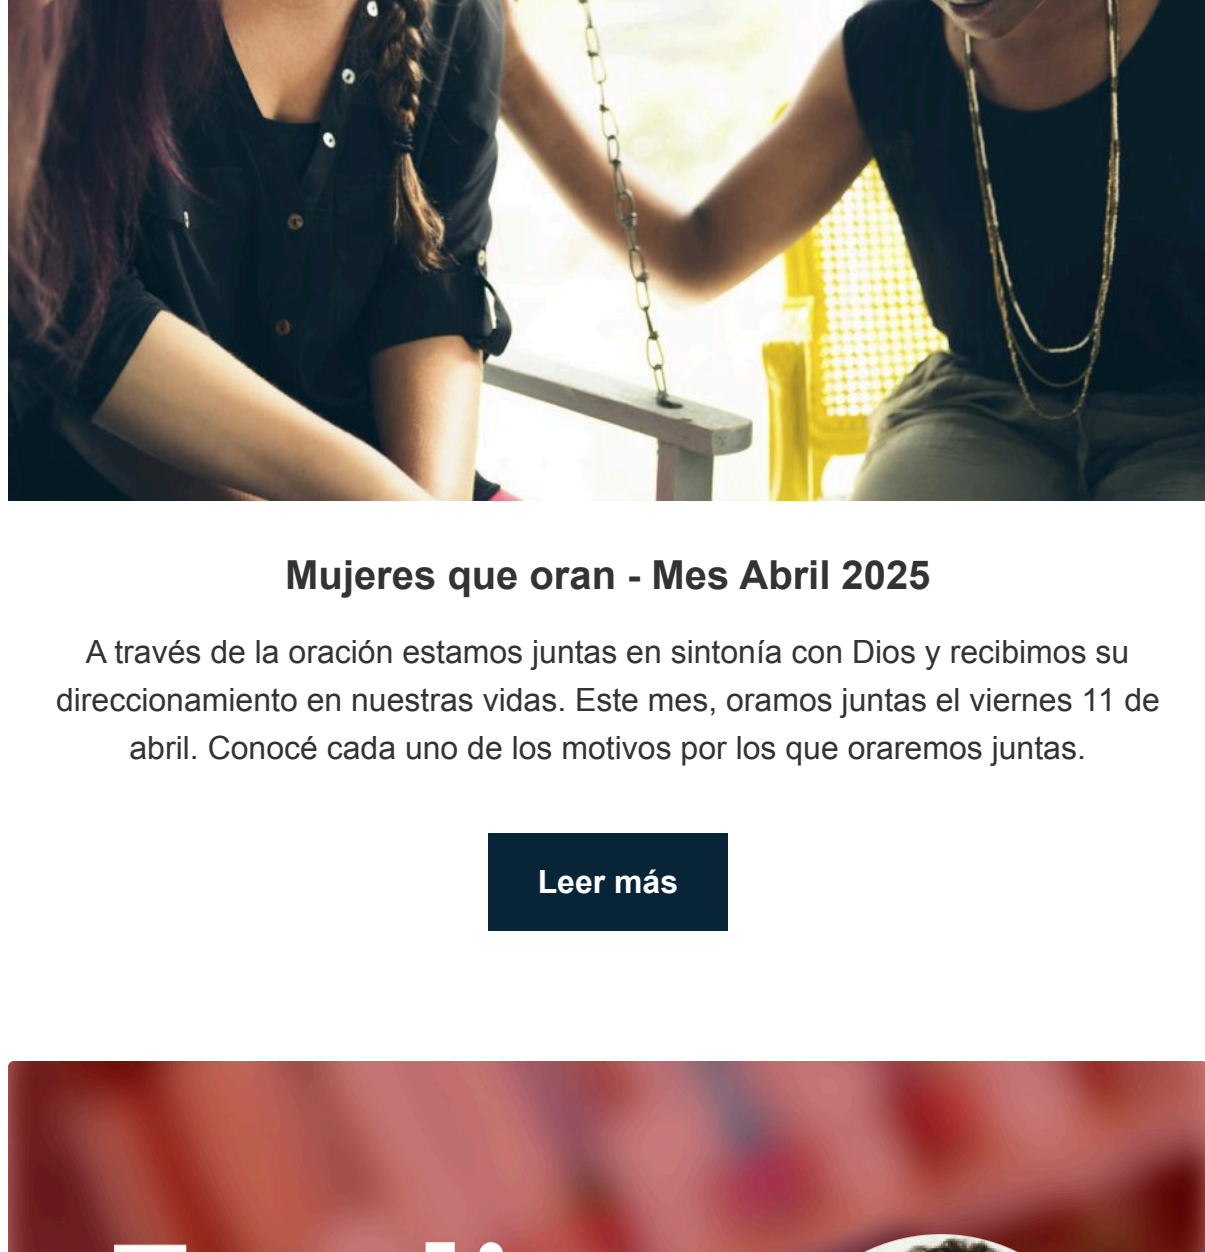 Mujeres que oran - Mes Abril 2025
A través de la oración estamos juntas en sintonía con Dios y recibimos su
direccionamiento en nuestras vidas. Este mes, oramos juntas el viernes 11 de
abril. Conocé cada uno de los motivos por los que oraremos juntas.
Leer más